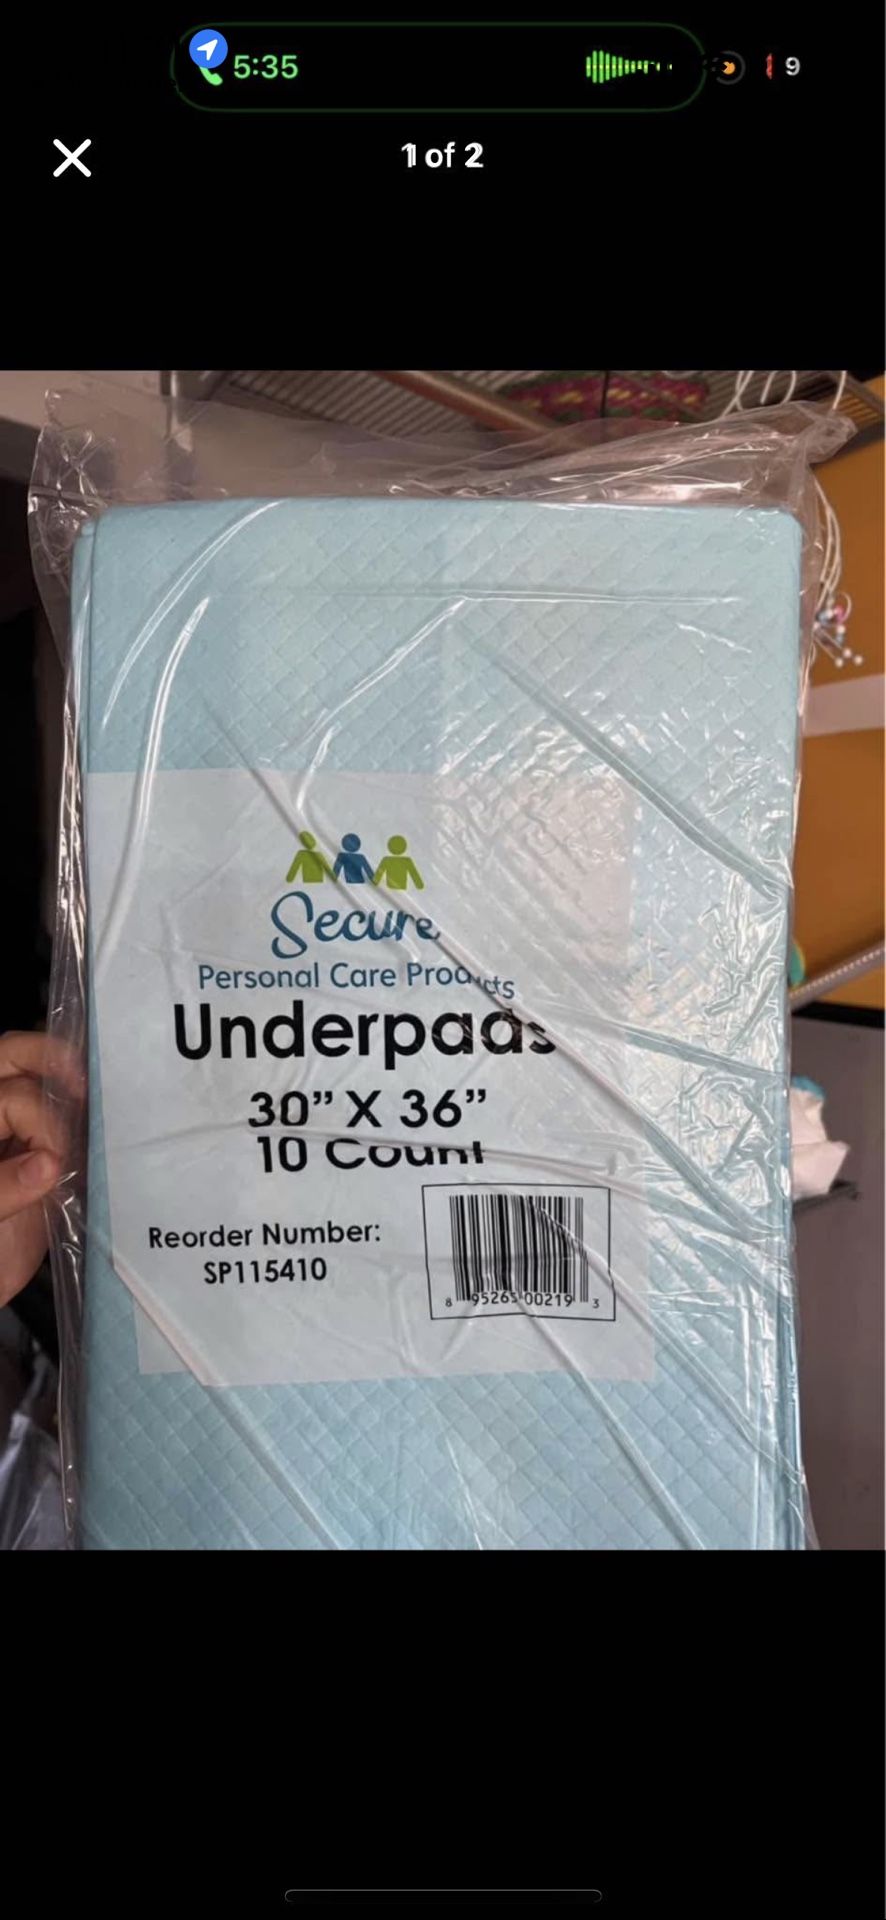 5:35
9
1 of 2
Secure
Personal Care Products
Underpads
30” X 36”
10 Count
Reorder Number:
SP115410
8 95265 00219 3